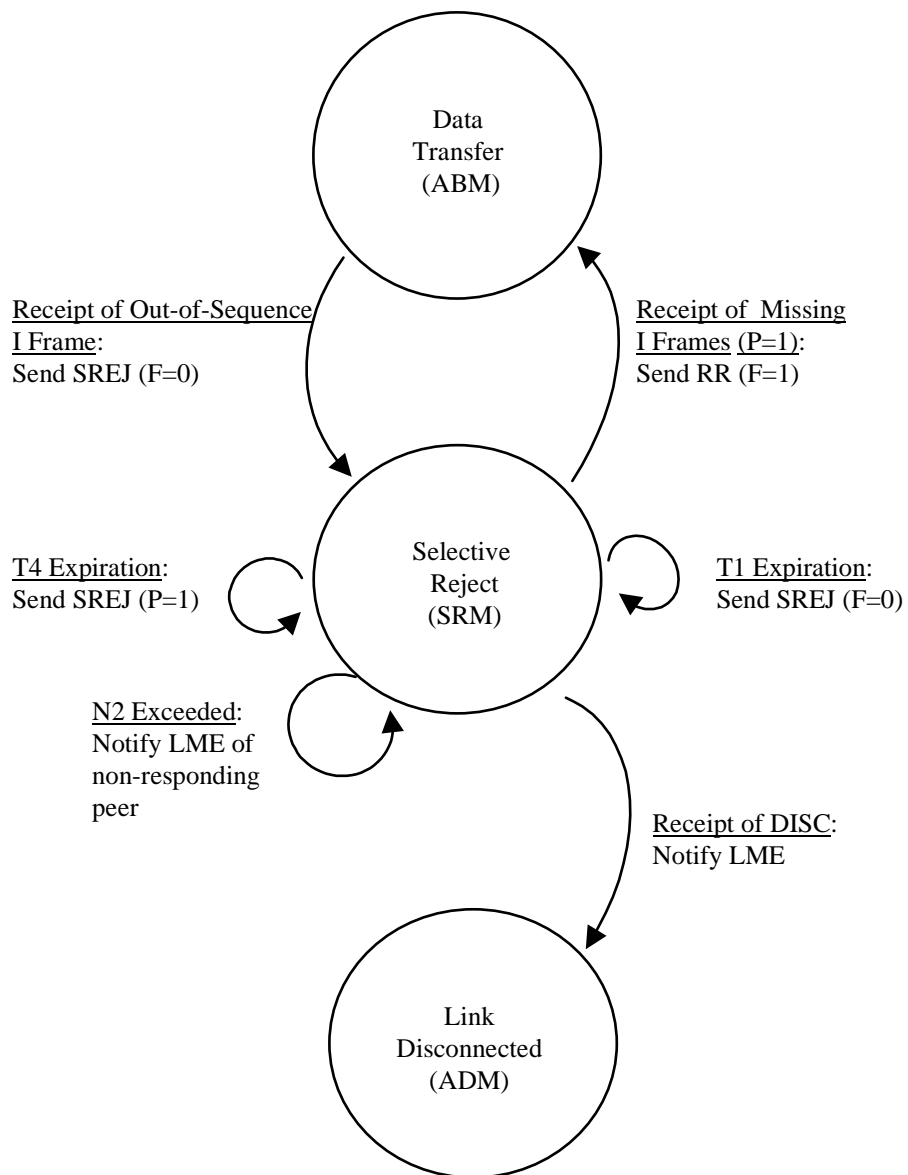 Data
Transfer
(ABM)
Receipt of Out-of-Sequence
I Frame:
Send SREJ (F=0)
Receipt of Missing
I Frames (P=1):
Send RR (F=1)
Selective
Reject
(SRM)
T4 Expiration:
Send SREJ (P=1)
T1 Expiration:
Send SREJ (F=0)
N2 Exceeded:
Notify LME of
non-responding
peer
Receipt of DISC:
Notify LME
Link
Disconnected
(ADM)